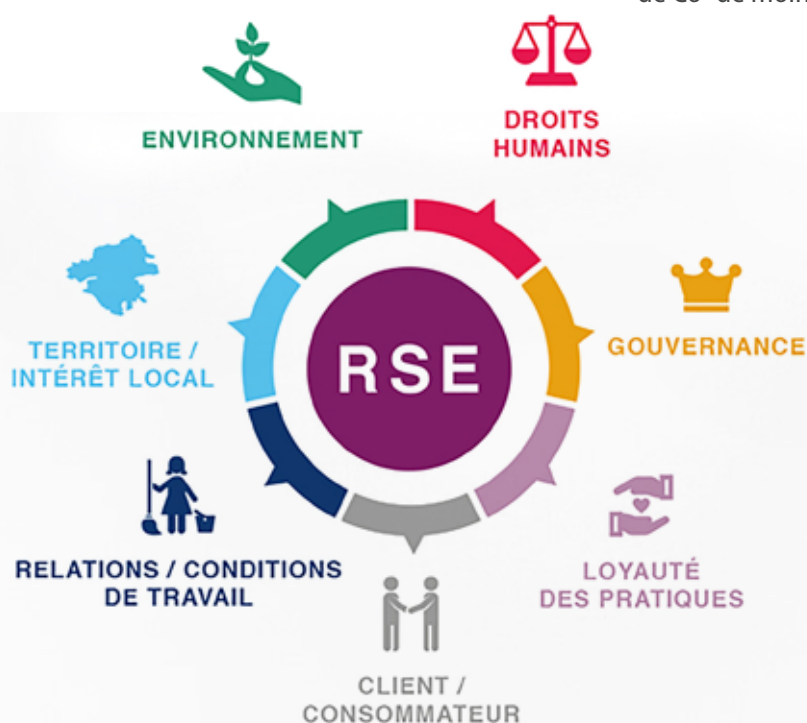 ENVIRONNEMENT
DROITS
HUMAINS
TERRITOIRE /
INTÉRÊT LOCAL
RSE
GOUVERNANCE
RELATIONS / CONDITIONS
DE TRAVAIL
LOYAUTÉ
DES PRATIQUES
CLIENT /
CONSOMMATEUR